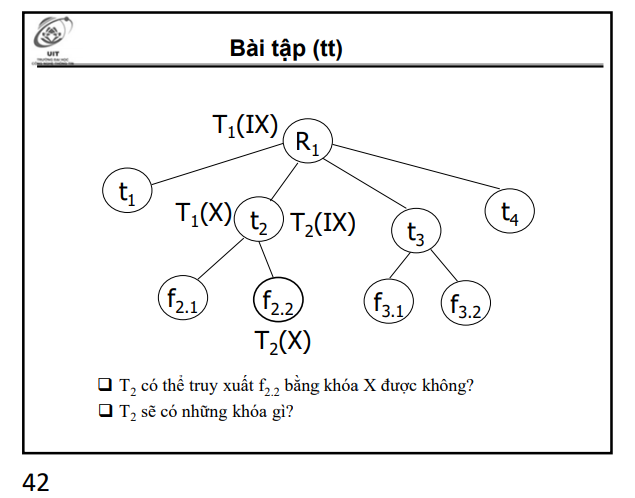 UIT
Bài tập (tt)
T₁(IX)
R₁
t₁
T₁(X)
t₂
T₂(IX)
t₃
t₄
f₂.₁
f₂.₂
f₃.₁
f₃.₂
T₂(X)
❑ T₂ có thể truy xuất f₂.₂ bằng khóa X được không?
❑ T₂ sẽ có những khóa gì?
42